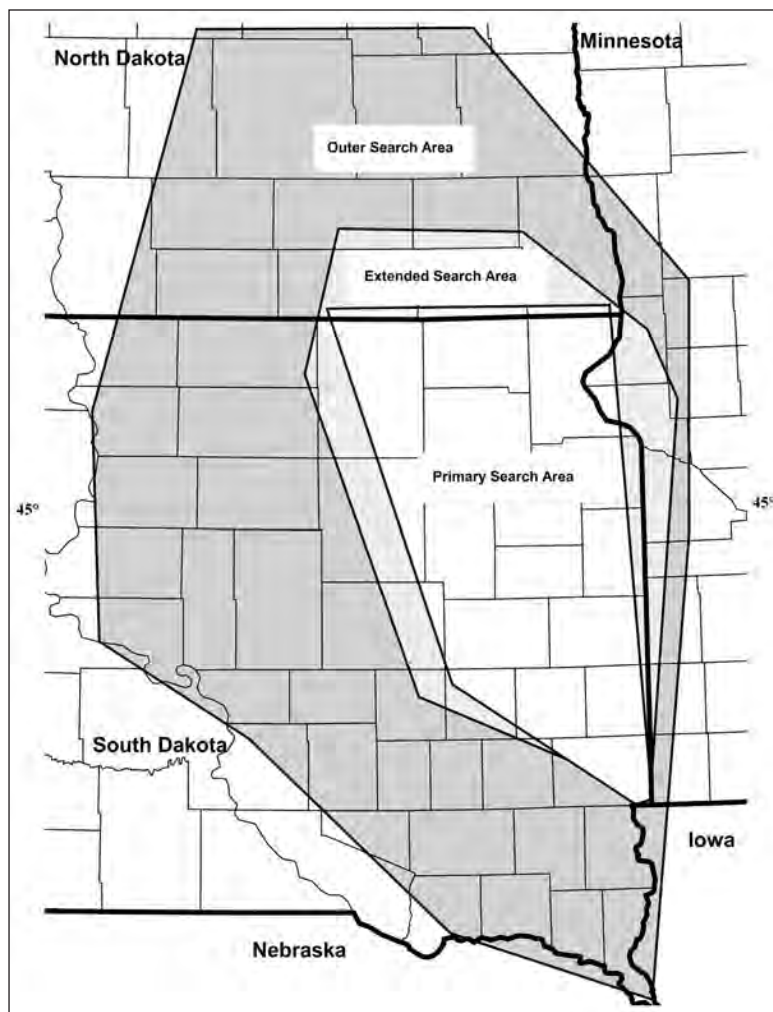 Minnesota
North Dakota
Outer Search Area
Extended Search Area
Primary Search Area
45°
45°
South Dakota
Iowa
Nebraska